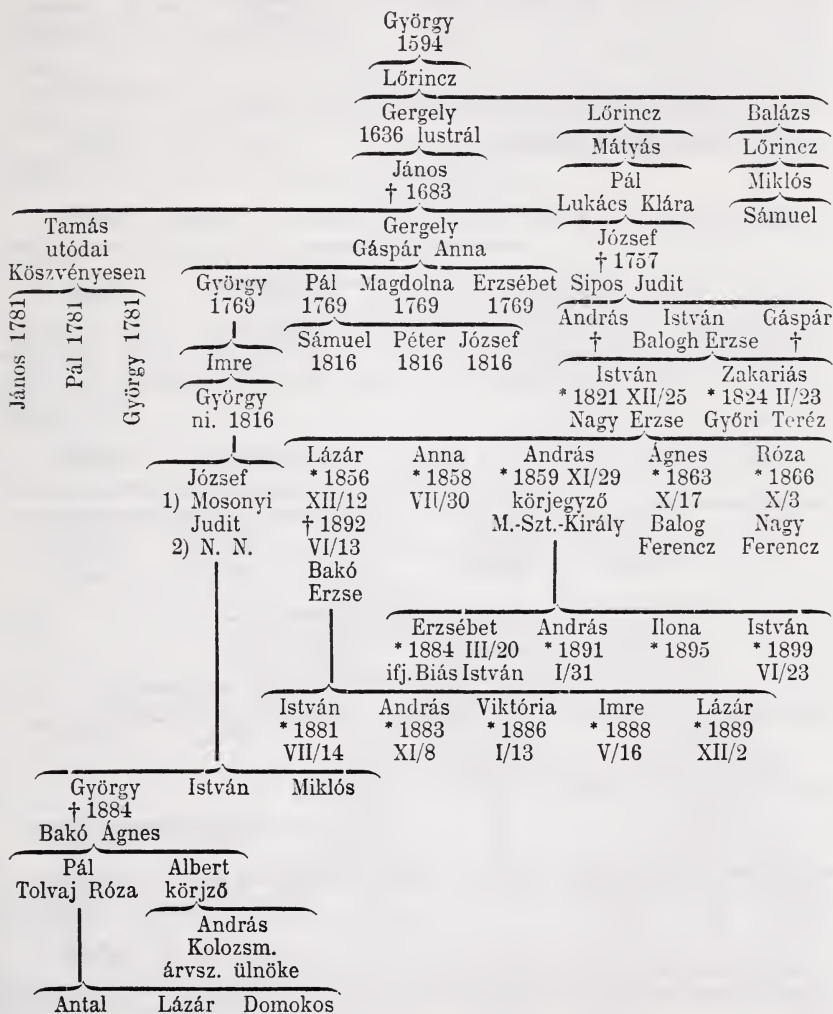 György
1594
Lőrincz
Gergely Lőrincz Balázs
1636 lustrál Mátyás Lőrincz
János Pál Miklós
† 1683 Lukács Klára Sámuel
Tamás Gergely József
utódai Gáspár Anna † 1757
Köszvényesen György Pál Magdolna Erzsébet Sipos Judit
1769 1769 1769 1769
János 1781
Pál 1781
György 1781
András István Gáspár
† Balogh Erzse †
Sámuel Péter József
1816 1816 1816
Imre
György
ni. 1816
István Zakariás
* 1821 XII/25 * 1824 II/23
Nagy Erzse Győri Teréz
József
1) Mosonyi
Judit
2) N. N.
Lázár Anna András Ágnes Róza
* 1856 * 1858 * 1859 XI/29 * 1863 * 1866
XII/12 VII/30 körjegyző X/17 X/3
† 1892 M.-Szt.-Király Balog Nagy
VI/13 Ferencz Ferencz
Bakó
Erzse
Erzsébet András Ilona István
* 1884 III/20 * 1891 * 1895 * 1899
ifj. Biás István I/31 VI/23
István András Viktória Imre Lázár
* 1881 * 1883 * 1886 * 1888 * 1889
VII/14 XI/8 I/13 V/16 XII/2
György István Miklós
† 1884
Bakó Ágnes
Pál Albert
Tolvaj Róza körjző
András
Kolozsm.
árvsz. ülnöke
Antal Lázár Domokos